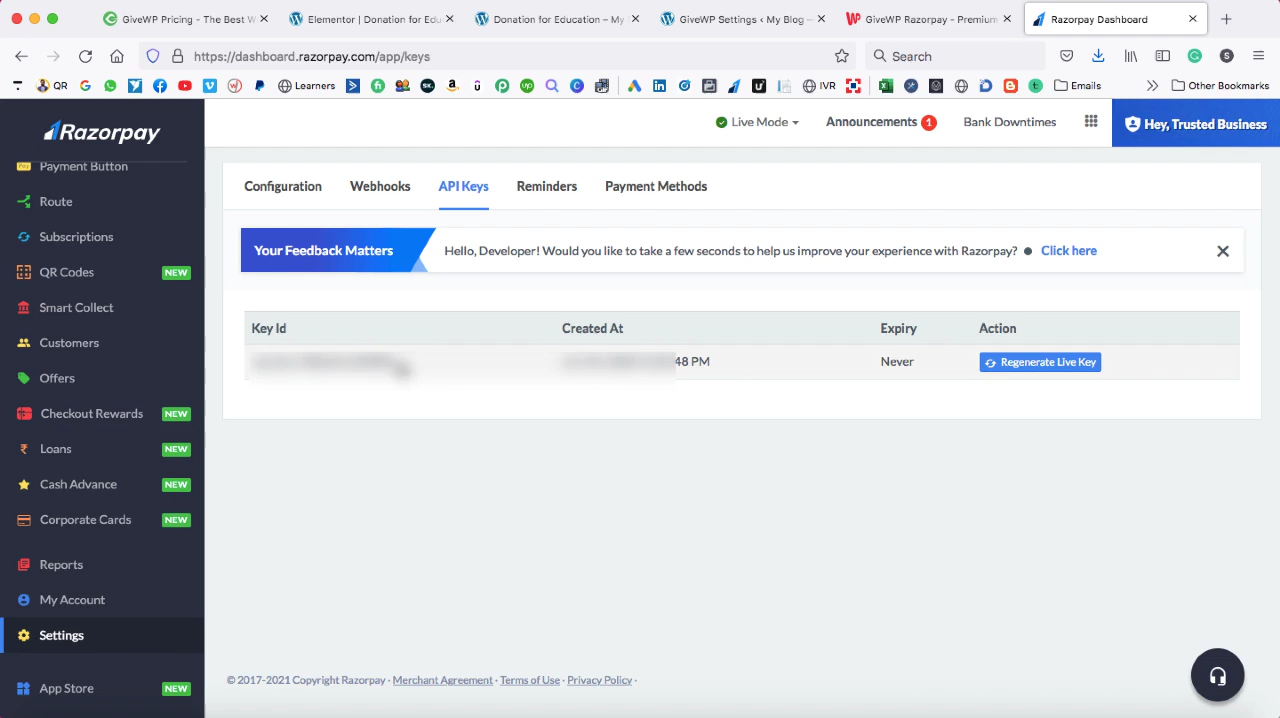 GiveWP Pricing - The Best W
Elementor | Donation for Edu
Donation for Education – My
GiveWP Settings ‹ My Blog —
GiveWP Razorpay - Premium
Razorpay Dashboard
https://dashboard.razorpay.com/app/keys
Search
QR
Learners
IVR
Emails
Other Bookmarks
Razorpay
Live Mode
Announcements 1
Bank Downtimes
Hey, Trusted Business
Payment Button
Route
Subscriptions
QR Codes NEW
Smart Collect
Customers
Offers
Checkout Rewards NEW
Loans NEW
Cash Advance NEW
Corporate Cards NEW
Reports
My Account
Settings
App Store NEW
Configuration
Webhooks
API Keys
Reminders
Payment Methods
Your Feedback Matters
Hello, Developer! Would you like to take a few seconds to help us improve your experience with Razorpay? ● Click here
Key Id
Created At
Expiry
Action
48 PM
Never
Regenerate Live Key
© 2017-2021 Copyright Razorpay · Merchant Agreement · Terms of Use · Privacy Policy ·